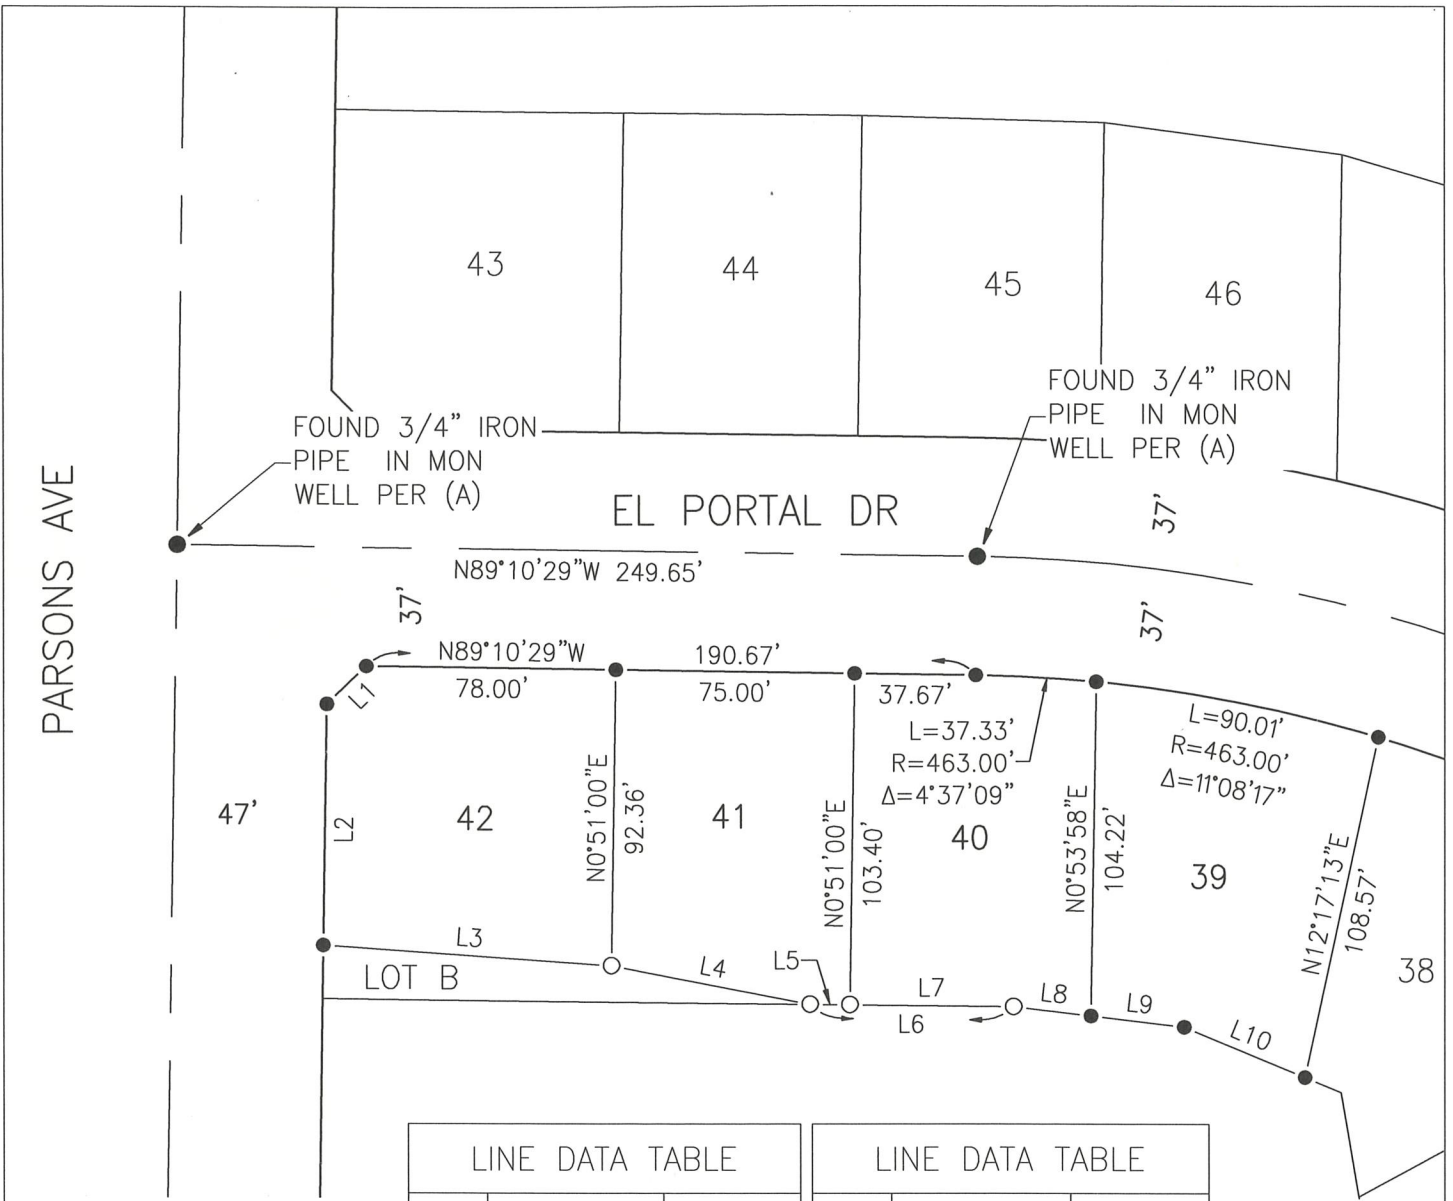 43
44
45
46
FOUND 3/4" IRON
PIPE IN MON
WELL PER (A)
FOUND 3/4" IRON
PIPE IN MON
WELL PER (A)
PARSONS AVE
EL PORTAL DR
37'
N89°10'29"W 249.65'
37'
37'
N89°10'29"W 190.67'
78.00' 75.00' 37.67'
L1
L=37.33'
R=463.00'
Δ=4°37'09"
L=90.01'
R=463.00'
Δ=11°08'17"
47'
L2
42
N0°51'00"E
92.36'
41
N0°51'00"E
103.40'
40
N0°53'58"E
104.22'
39
N12°17'13"E
108.57'
38
L3
LOT B
L4
L5
L7
L6
L8
L9
L10
LINE DATA TABLE
LINE DATA TABLE